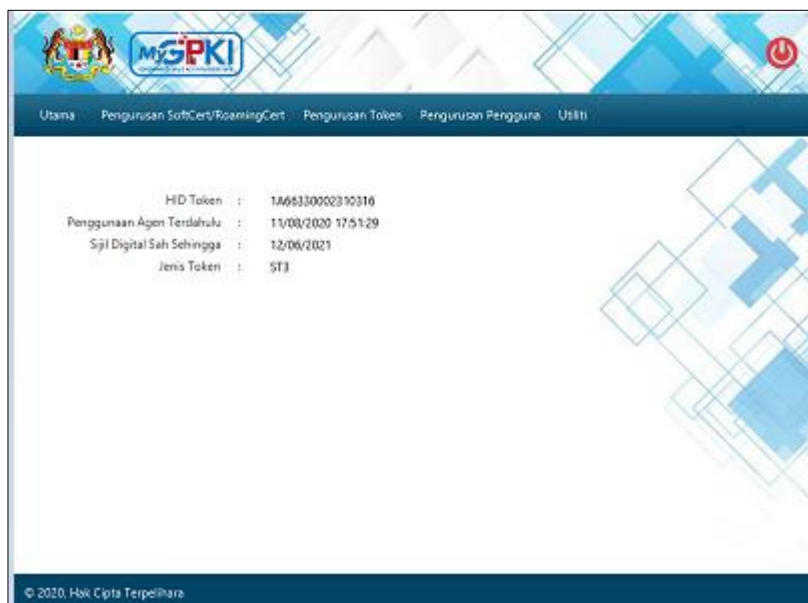 MyGPKI
Utama Pengurusan SoftCert/RoamingCert Pengurusan Token Pengurusan Pengguna Utiliti
HID Token : 1A66330002310316
Penggunaan Agen Terdahulu : 11/08/2020 17:51:29
Sijil Digital Sah Sehingga : 12/06/2021
Jenis Token : ST3
© 2020, Hak Cipta Terpelihara